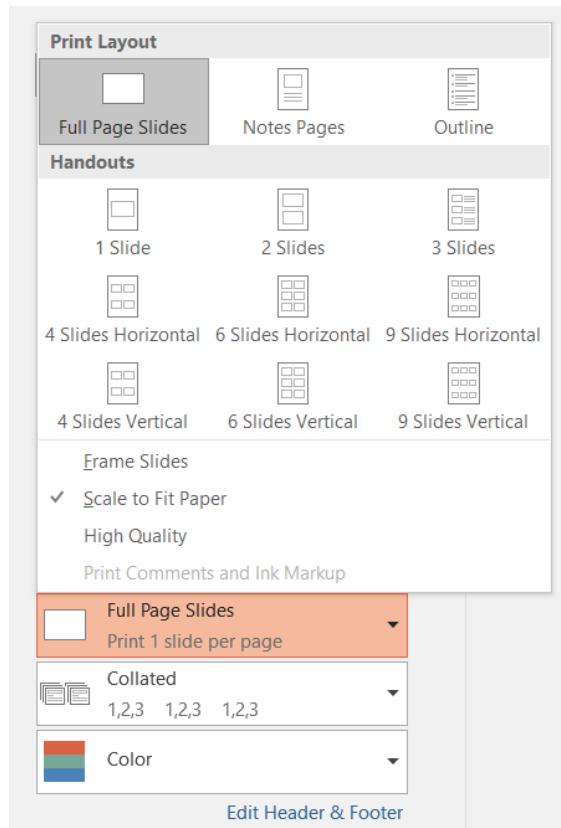 Print Layout
Full Page Slides Notes Pages Outline
Handouts
1 Slide 2 Slides 3 Slides
4 Slides Horizontal 6 Slides Horizontal 9 Slides Horizontal
4 Slides Vertical 6 Slides Vertical 9 Slides Vertical
Frame Slides
Scale to Fit Paper
High Quality
Print Comments and Ink Markup
Full Page Slides
Print 1 slide per page
Collated
1,2,3 1,2,3 1,2,3
Color
Edit Header & Footer